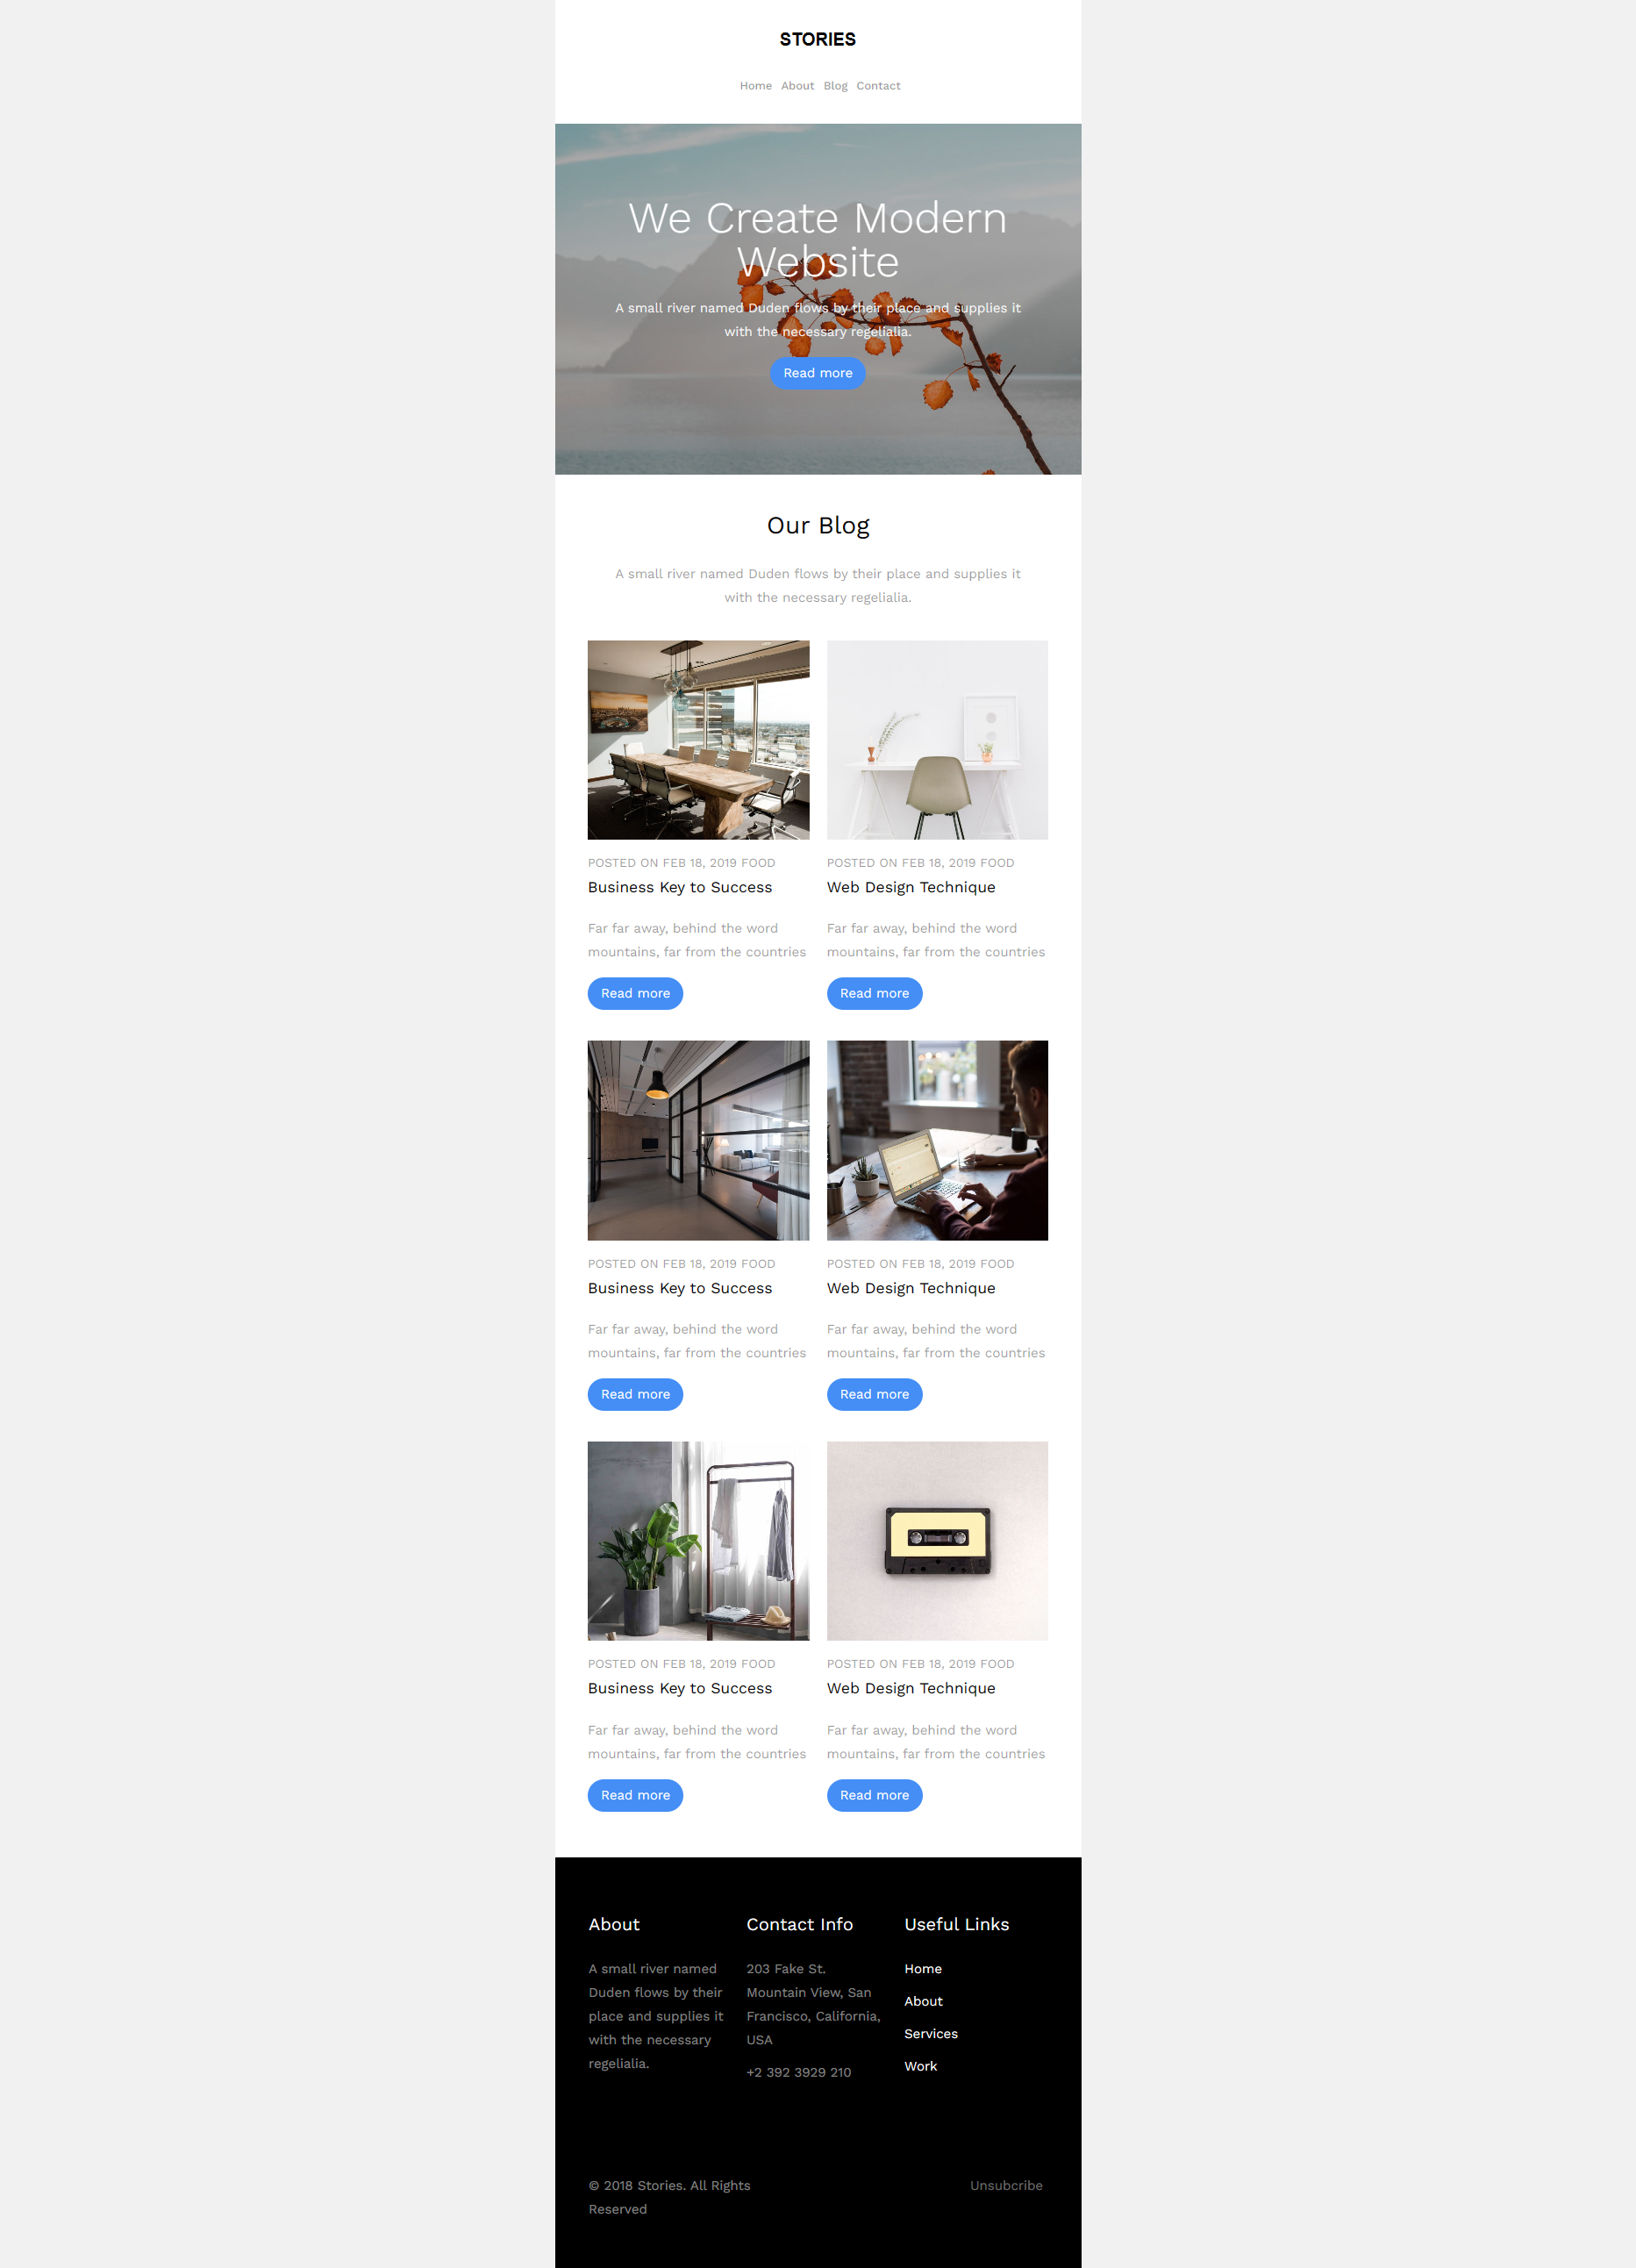 STORIES
Home About Blog Contact
We Create Modern
Website
A small river named Duden flows by their place and supplies it
with the necessary regelialia.
Read more
Our Blog
A small river named Duden flows by their place and supplies it
with the necessary regelialia.
POSTED ON FEB 18, 2019 FOOD
Business Key to Success
Far far away, behind the word
mountains, far from the countries
Read more
POSTED ON FEB 18, 2019 FOOD
Web Design Technique
Far far away, behind the word
mountains, far from the countries
Read more
POSTED ON FEB 18, 2019 FOOD
Business Key to Success
Far far away, behind the word
mountains, far from the countries
Read more
POSTED ON FEB 18, 2019 FOOD
Web Design Technique
Far far away, behind the word
mountains, far from the countries
Read more
POSTED ON FEB 18, 2019 FOOD
Business Key to Success
Far far away, behind the word
mountains, far from the countries
Read more
POSTED ON FEB 18, 2019 FOOD
Web Design Technique
Far far away, behind the word
mountains, far from the countries
Read more
About
A small river named
Duden flows by their
place and supplies it
with the necessary
regelialia.
Contact Info
203 Fake St.
Mountain View, San
Francisco, California,
USA
+2 392 3929 210
Useful Links
Home
About
Services
Work
© 2018 Stories. All Rights
Reserved
Unsubcribe